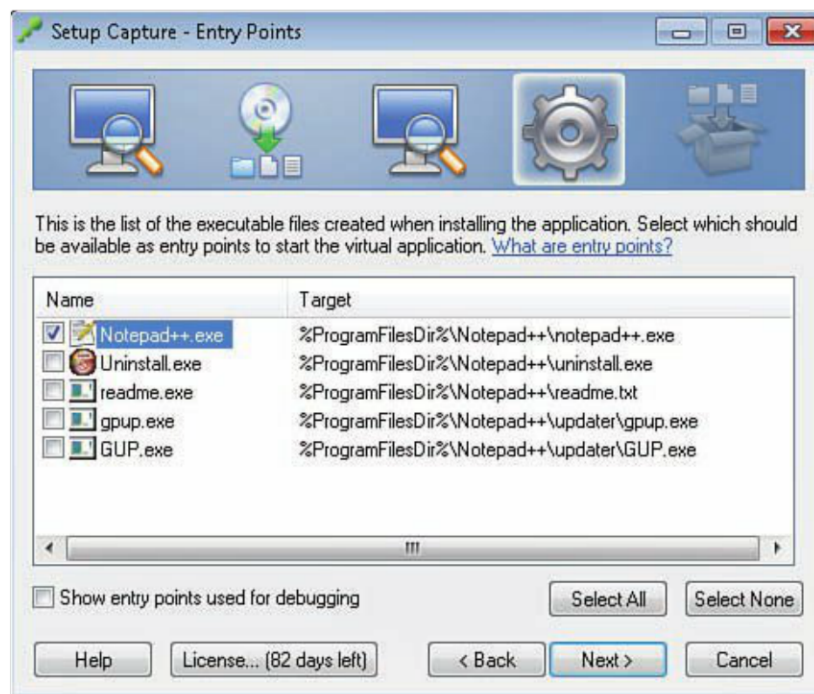 Setup Capture - Entry Points
This is the list of the executable files created when installing the application. Select which should
be available as entry points to start the virtual application. What are entry points?
Name Target
Notepad++.exe %ProgramFilesDir%\Notepad++\notepad++.exe
Uninstall.exe %ProgramFilesDir%\Notepad++\uninstall.exe
readme.exe %ProgramFilesDir%\Notepad++\readme.txt
gpup.exe %ProgramFilesDir%\Notepad++\updater\gpup.exe
GUP.exe %ProgramFilesDir%\Notepad++\updater\GUP.exe
Show entry points used for debugging Select All Select None
Help License... (82 days left) < Back Next > Cancel